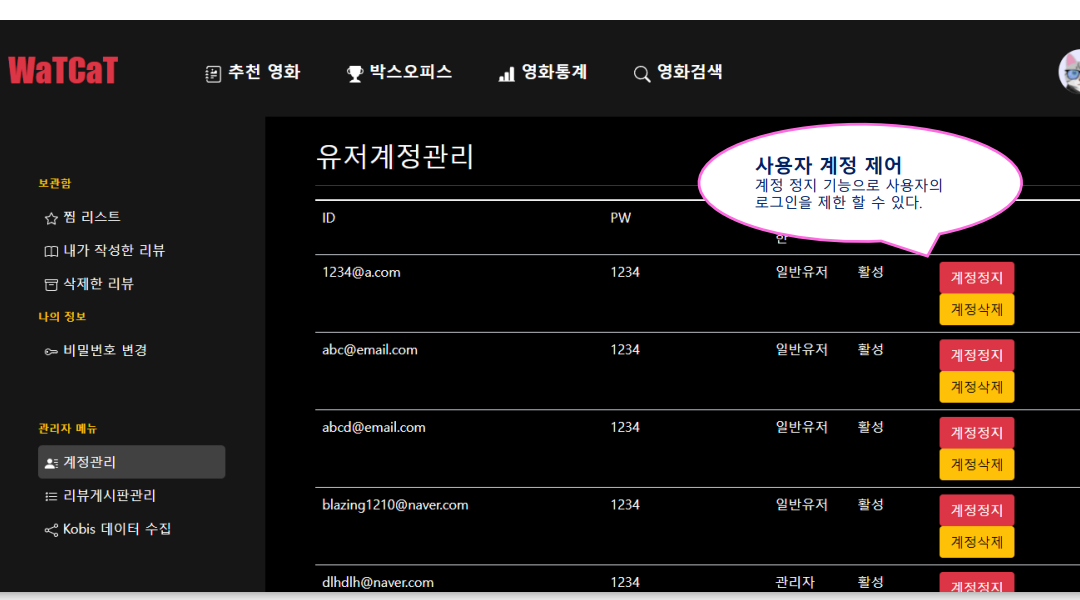 WaTCaT
추천 영화
박스오피스
영화통계
영화검색
보관함
찜 리스트
내가 작성한 리뷰
삭제한 리뷰
나의 정보
비밀번호 변경
관리자 메뉴
계정관리
리뷰게시판관리
Kobis 데이터 수집
유저계정관리
사용자 계정 제어
계정 정지 기능으로 사용자의
로그인을 제한 할 수 있다.
ID PW
한
1234@a.com 1234 일반유저 활성 계정정지
계정삭제
abc@email.com 1234 일반유저 활성 계정정지
계정삭제
abcd@email.com 1234 일반유저 활성 계정정지
계정삭제
blazing1210@naver.com 1234 일반유저 활성 계정정지
계정삭제
dlhdlh@naver.com 1234 관리자 활성 계정정지